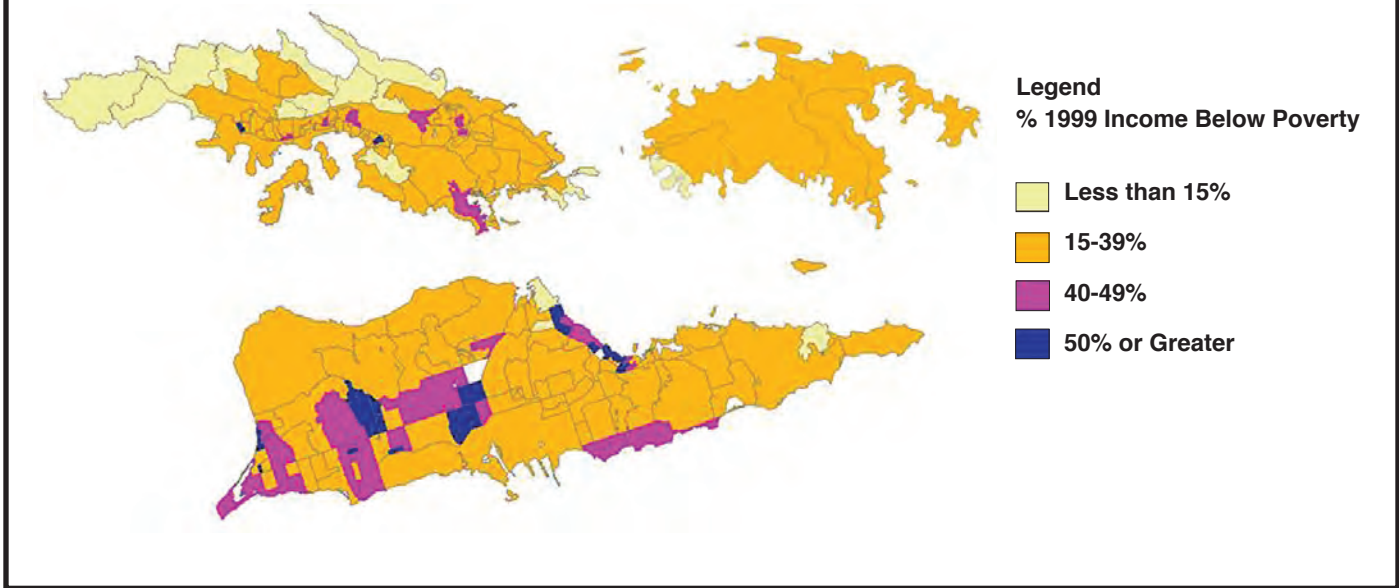 Legend
% 1999 Income Below Poverty
Less than 15%
15-39%
40-49%
50% or Greater